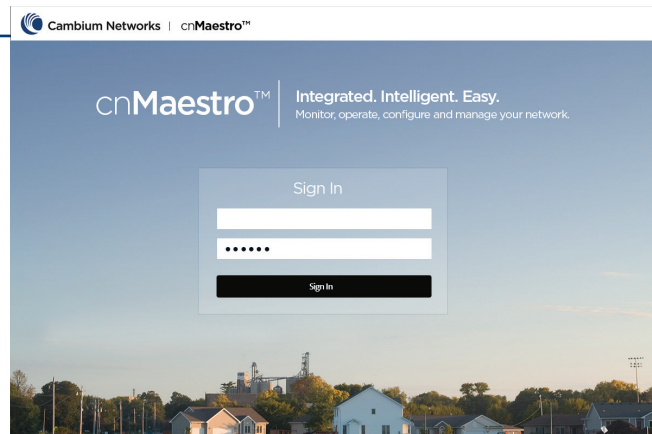 Cambium Networks | cnMaestro™
cnMaestro™
Integrated. Intelligent. Easy.
Monitor, operate, configure and manage your network.
Sign In
••••••
Sign In